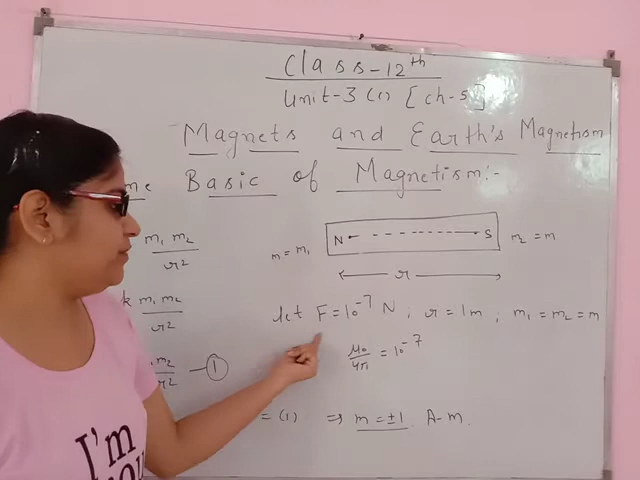 Class-12th
Unit-3 (1) [ch-5]
Magnets and Earth's Magnetism
Basic of Magnetism:-
m1 m2
r²
k m1 m2
r²
m2
r² — (1)
m = m1 N S m2 = m
r
let F = 10⁻⁷ N ; r = 1m ; m1 = m2 = m
μ0/4π = 10⁻⁷
= (1) ⇒ m = ±1 A-m.
I'm